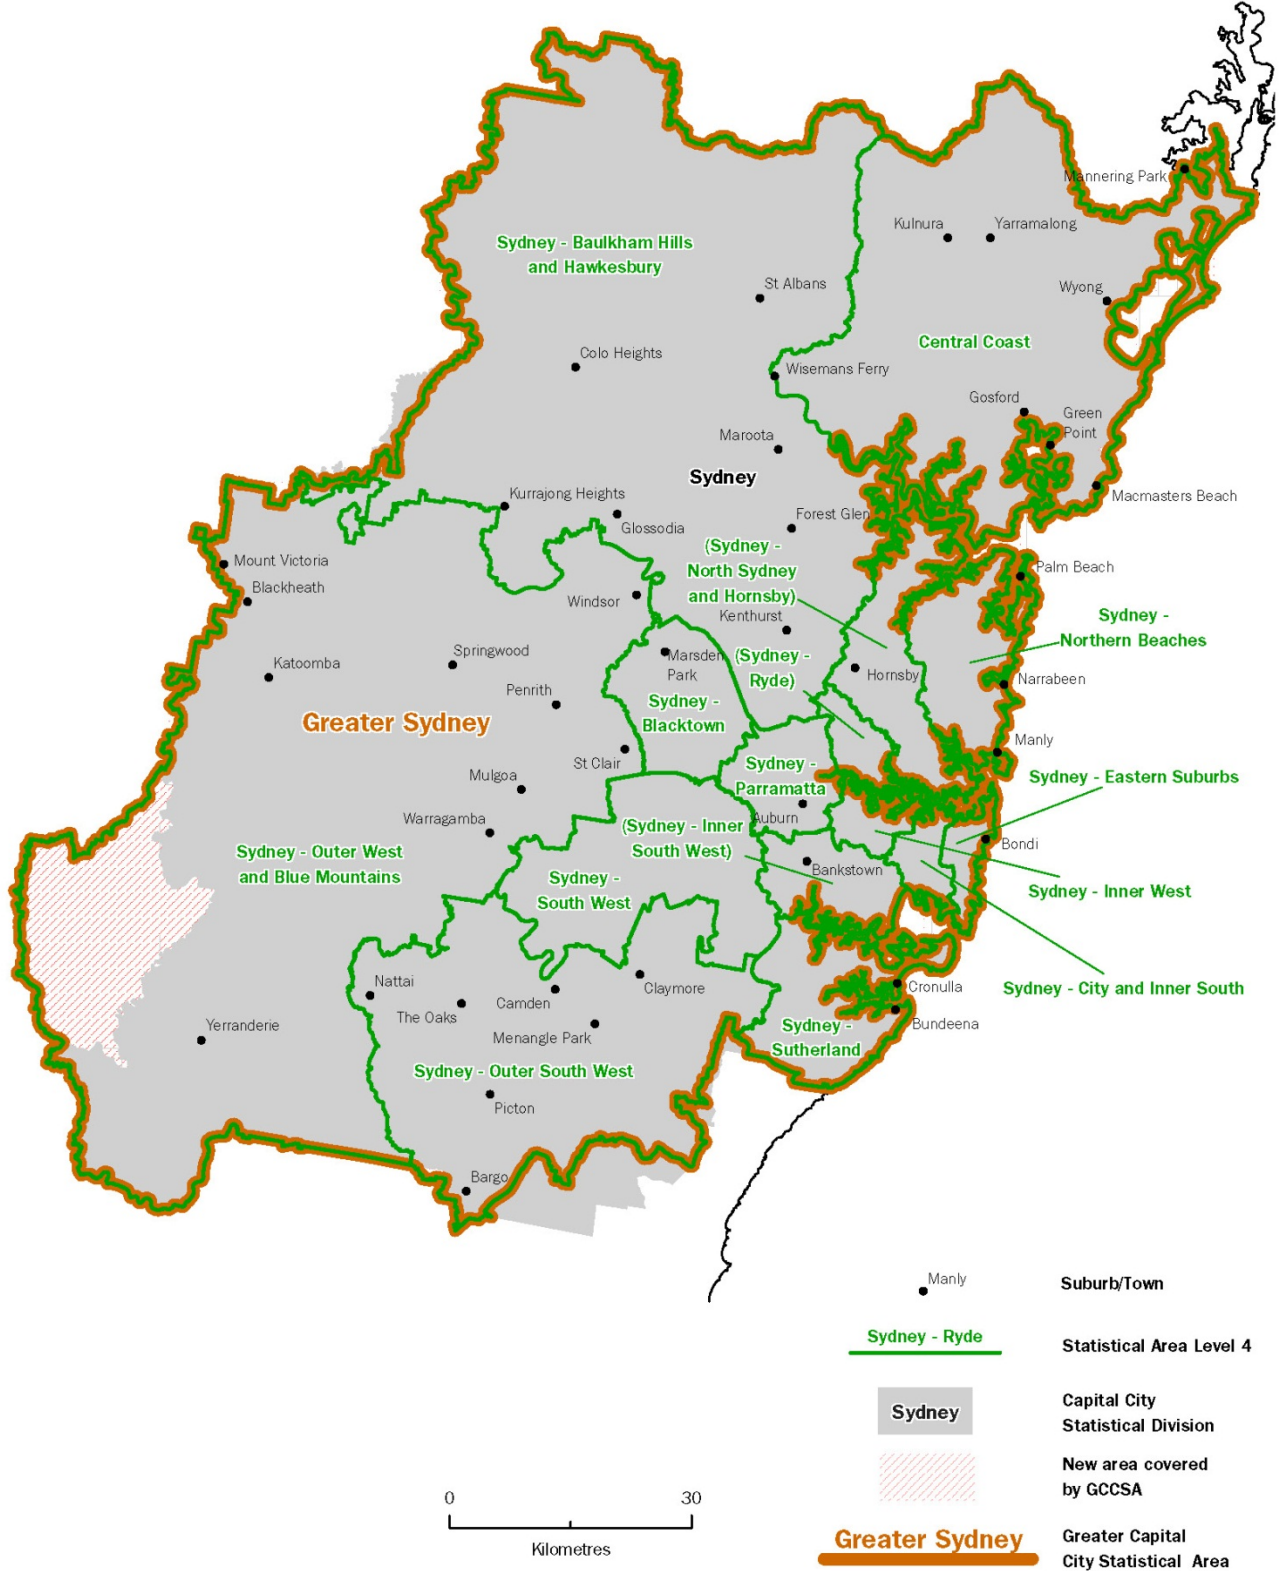 Mannering Park
Kulnura
Yarramalong
Sydney - Baulkham Hills
and Hawkesbury
St Albans
Wyong
Central Coast
Colo Heights
Wisemans Ferry
Gosford
Green
Point
Maroota
Sydney
Kurrajong Heights
Macmasters Beach
Glossodia
Forest Glen
(Sydney -
North Sydney
and Hornsby)
Mount Victoria
Blackheath
Palm Beach
Windsor
Kenthurst
Sydney -
Northern Beaches
Katoomba
Springwood
Marsden
Park
(Sydney -
Ryde)
Hornsby
Narrabeen
Penrith
Sydney -
Blacktown
Greater Sydney
Manly
St Clair
Sydney -
Parramatta
Sydney - Eastern Suburbs
Mulgoa
Warragamba
Auburn
(Sydney - Inner
South West)
Bondi
Sydney - Outer West
and Blue Mountains
Bankstown
Sydney -
South West
Sydney - Inner West
Nattai
Claymore
Cronulla
Sydney - City and Inner South
The Oaks
Camden
Yerranderie
Menangle Park
Sydney -
Sutherland
Bundeena
Sydney - Outer South West
Picton
Bargo
Manly
Suburb/Town
Sydney - Ryde
Statistical Area Level 4
Sydney
Capital City
Statistical Division
New area covered
by GCCSA
0 30
Kilometres
Greater Sydney
Greater Capital
City Statistical Area